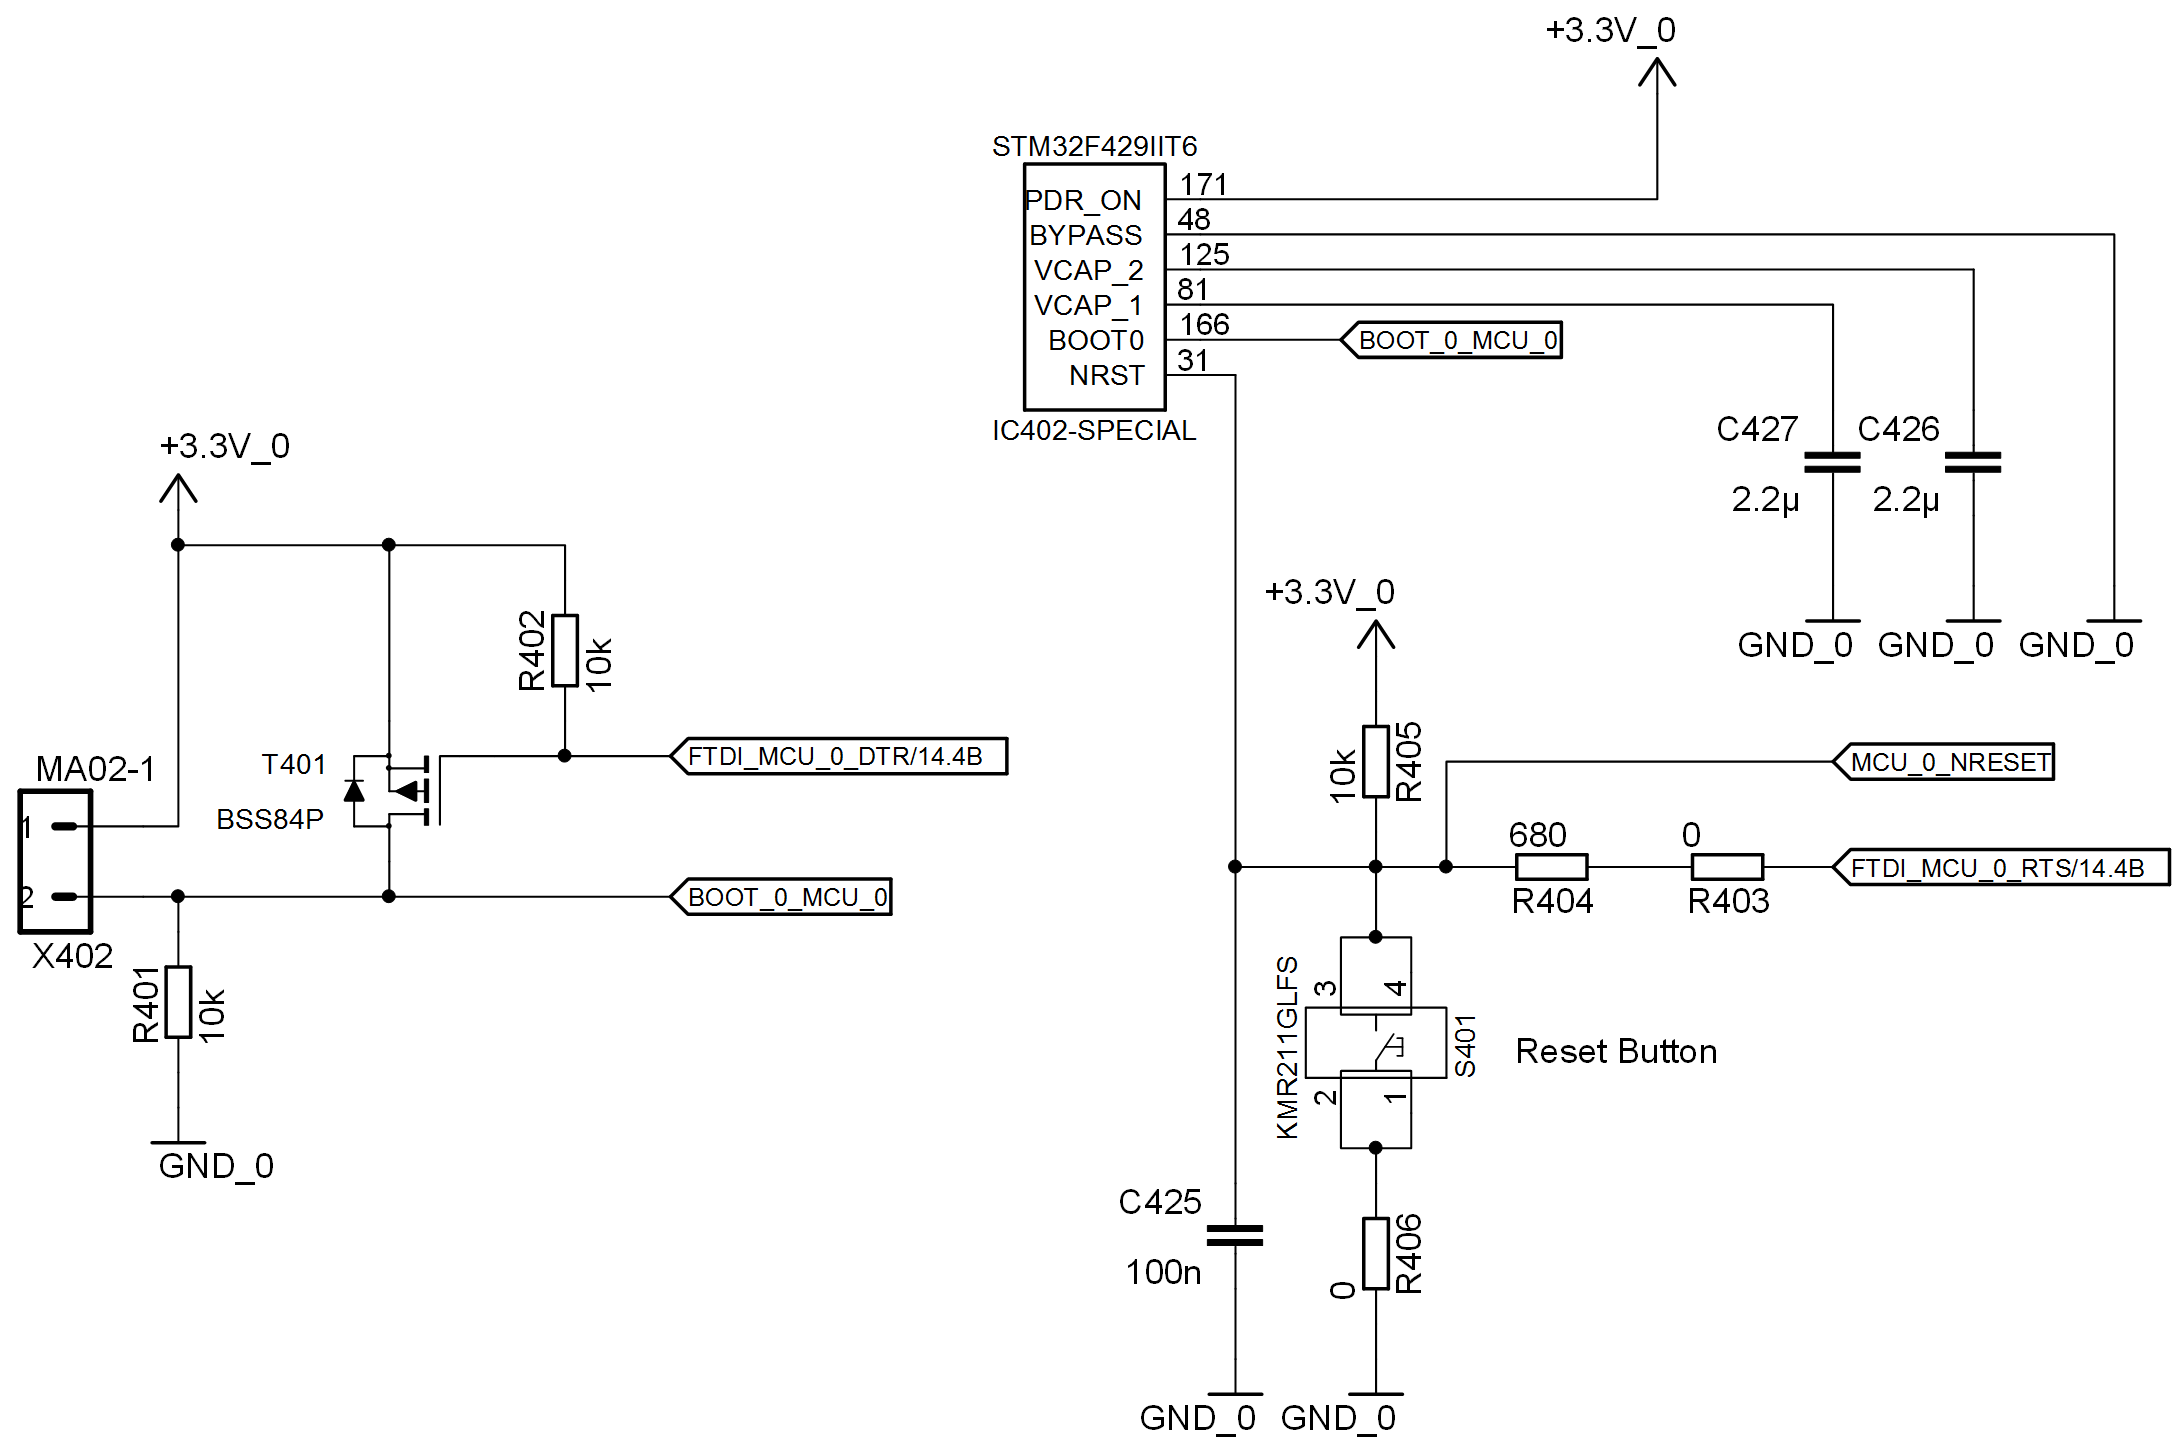 +3.3V_0
STM32F429IIT6
PDR_ON 171
BYPASS 48
VCAP_2 125
VCAP_1 81
BOOT0 166
BOOT_0_MCU_0
NRST 31
IC402-SPECIAL
C427
2.2µ
C426
2.2µ
GND_0
GND_0
GND_0
+3.3V_0
R402
10k
T401
BSS84P
FTDI_MCU_0_DTR/14.4B
MA02-1
1
2
X402
BOOT_0_MCU_0
R401
10k
GND_0
+3.3V_0
10k
R405
MCU_0_NRESET
680
R404
0
R403
FTDI_MCU_0_RTS/14.4B
KMR211GLFS
3
4
2
1
S401
Reset Button
C425
100n
0
R406
GND_0
GND_0